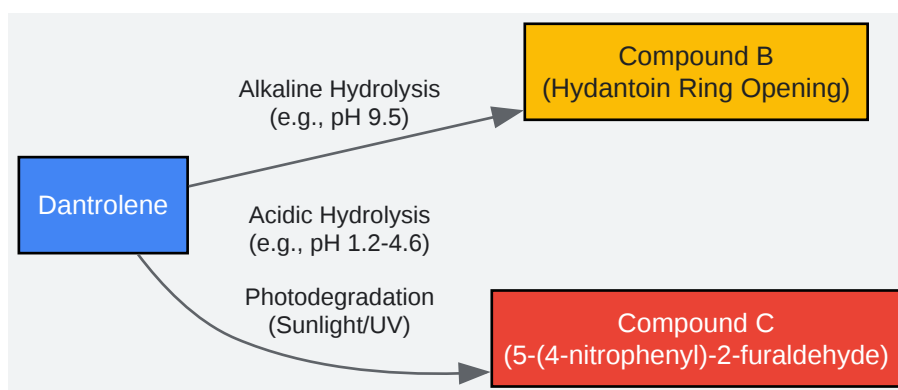 Compound B
(Hydantoin Ring Opening)
Alkaline Hydrolysis
(e.g., pH 9.5)
Dantrolene
Acidic Hydrolysis
(e.g., pH 1.2-4.6)
Photodegradation
(Sunlight/UV)
Compound C
(5-(4-nitrophenyl)-2-furaldehyde)